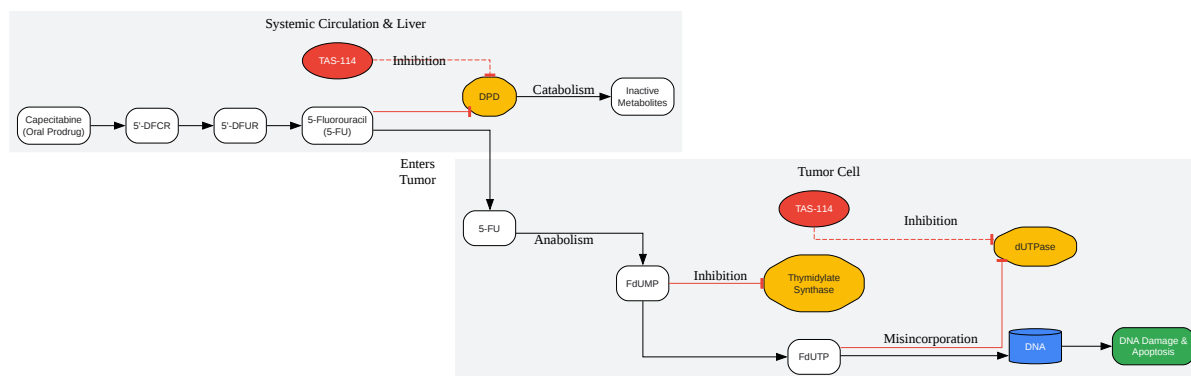 Systemic Circulation & Liver
TAS-114
Inhibition
DPD
Catabolism
Inactive
Metabolites
Capecitabine
(Oral Prodrug)
5'-DFCR
5'-DFUR
5-Fluorouracil
(5-FU)
Enters
Tumor
Tumor Cell
TAS-114
Inhibition
5-FU
Anabolism
dUTPase
FdUMP
Inhibition
Thymidylate
Synthase
FdUTP
Misincorporation
DNA
DNA Damage &
Apoptosis